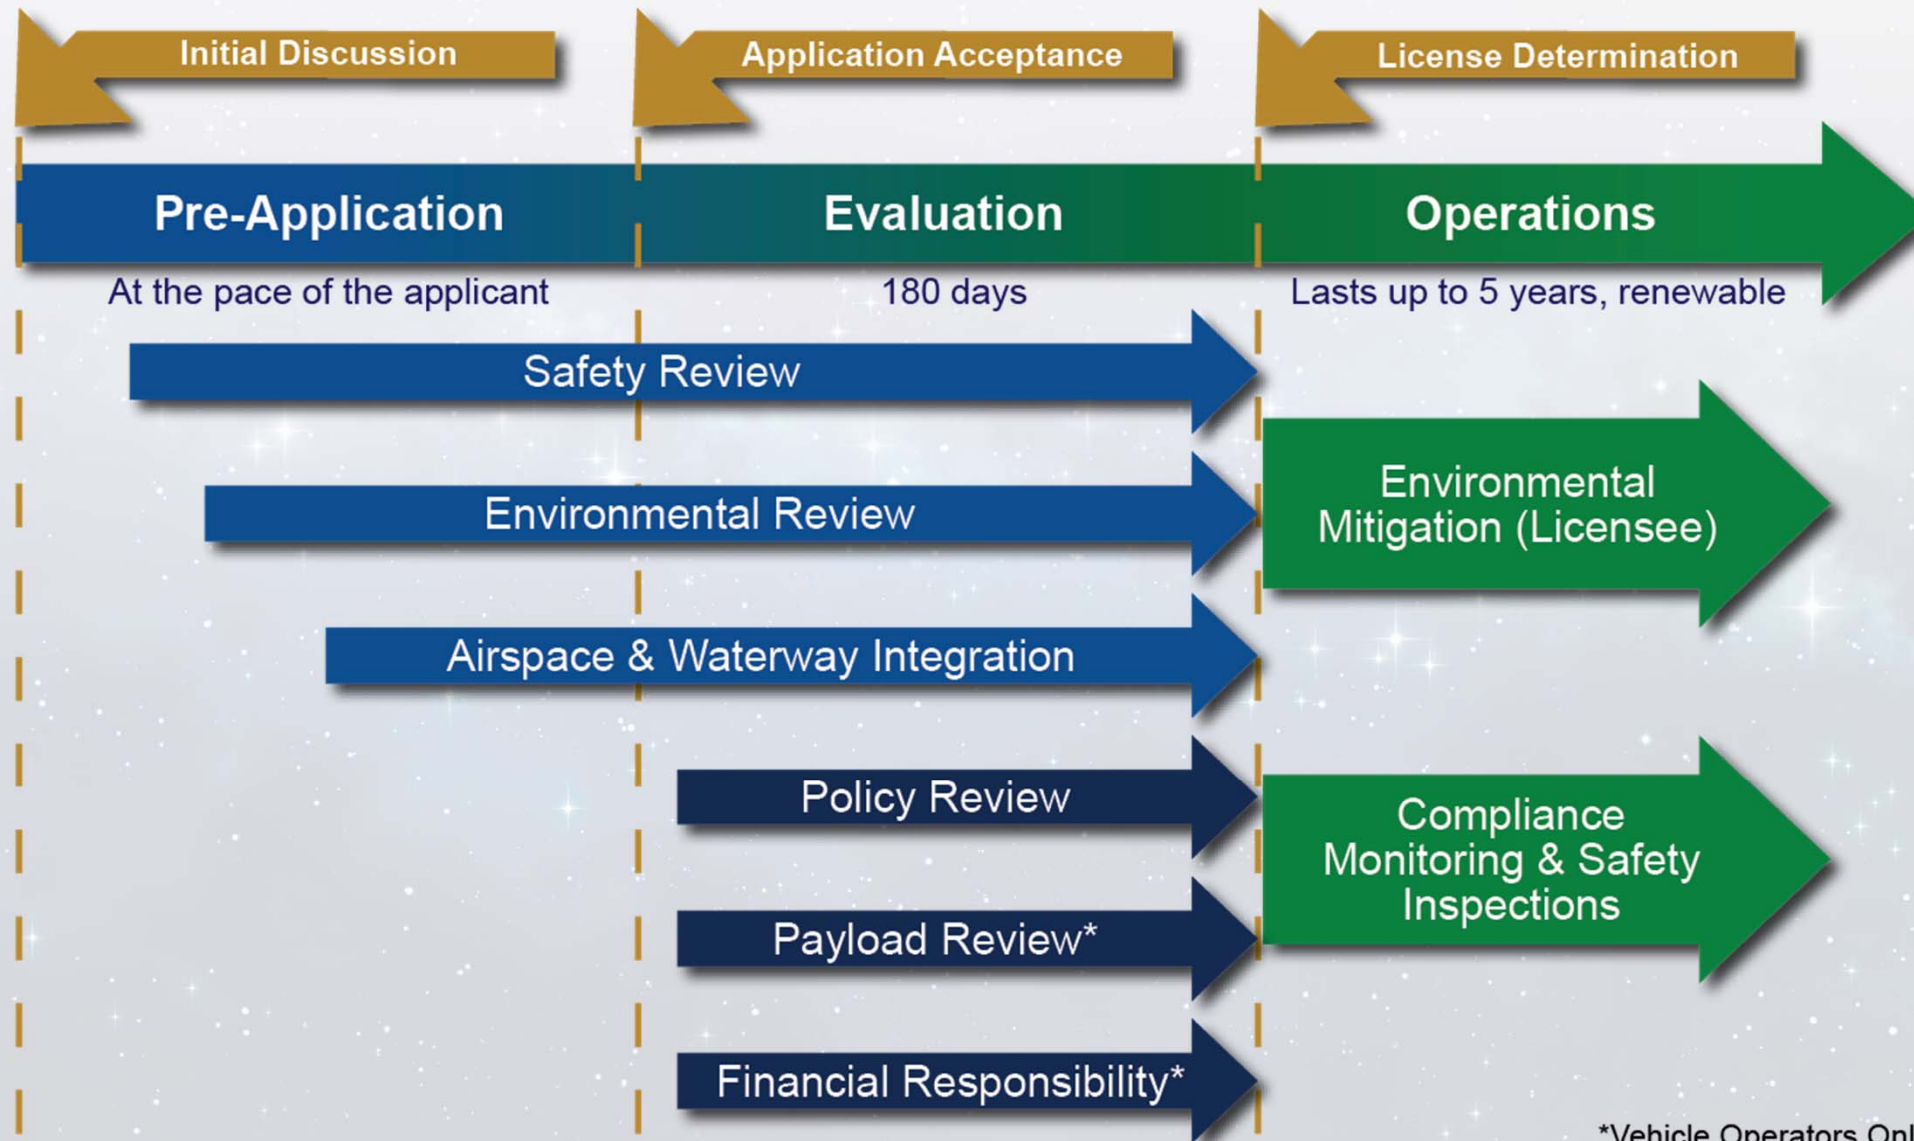 Initial Discussion
Application Acceptance
License Determination
Pre-Application
Evaluation
Operations
At the pace of the applicant
180 days
Lasts up to 5 years, renewable
Safety Review
Environmental Review
Environmental
Mitigation (Licensee)
Airspace & Waterway Integration
Policy Review
Compliance
Monitoring & Safety
Inspections
Payload Review*
Financial Responsibility*
*Vehicle Operators